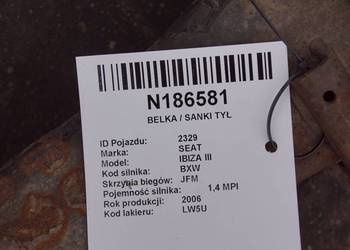 N186581
BELKA / SANKI TYŁ
ID Pojazdu: 2329
Marka: SEAT
Model: IBIZA III
Kod silnika: BXW
Skrzynia biegów: JFM
Pojemność silnika: 1.4 MPI
Rok produkcji: 2006
Kod lakieru: LW5U